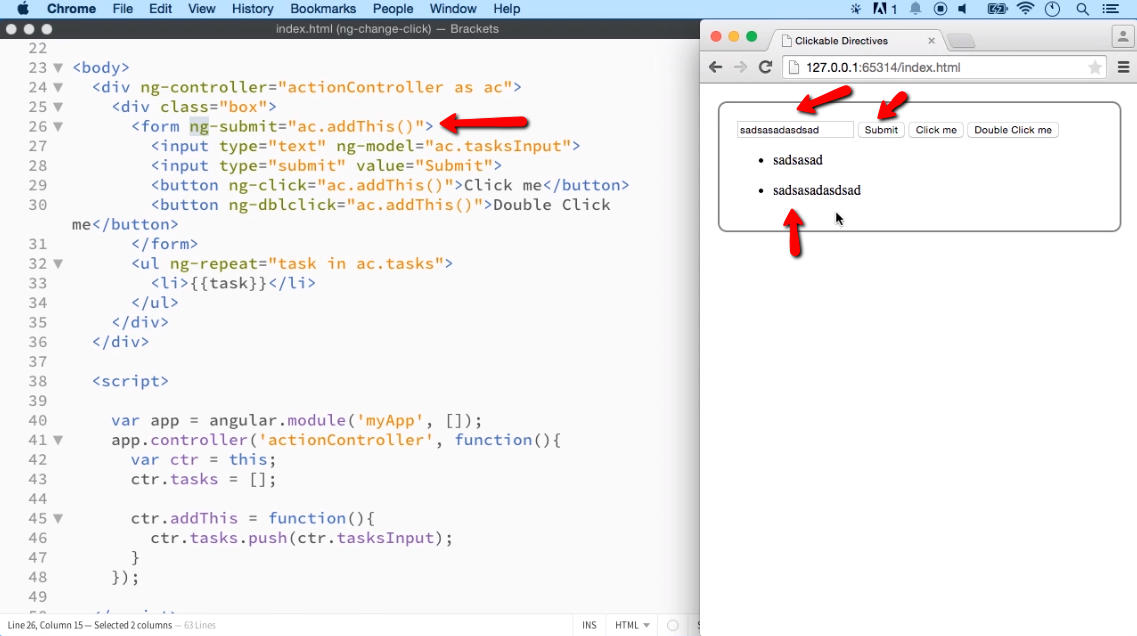 Chrome File Edit View History Bookmarks People Window Help 1
index.html (ng-change-click) — Brackets
22
23 <body>
24 <div ng-controller="actionController as ac">
25 <div class="box">
26 <form ng-submit="ac.addThis()">
27 <input type="text" ng-model="ac.tasksInput">
28 <input type="submit" value="Submit">
29 <button ng-click="ac.addThis()">Click me</button>
30 <button ng-dblclick="ac.addThis()">Double Click
me</button>
31 </form>
32 <ul ng-repeat="task in ac.tasks">
33 <li>{{task}}</li>
34 </ul>
35 </div>
36 </div>
37
38 <script>
39
40 var app = angular.module('myApp', []);
41 app.controller('actionController', function(){
42 var ctr = this;
43 ctr.tasks = [];
44
45 ctr.addThis = function(){
46 ctr.tasks.push(ctr.tasksInput);
47 }
48 });
49
Line 26, Column 15 — Selected 2 columns — 63 Lines
INS HTML
Clickable Directives
127.0.0.1:65314/index.html
sadsasadasdsad Submit Click me Double Click me
• sadsasad
• sadsasadasdsad